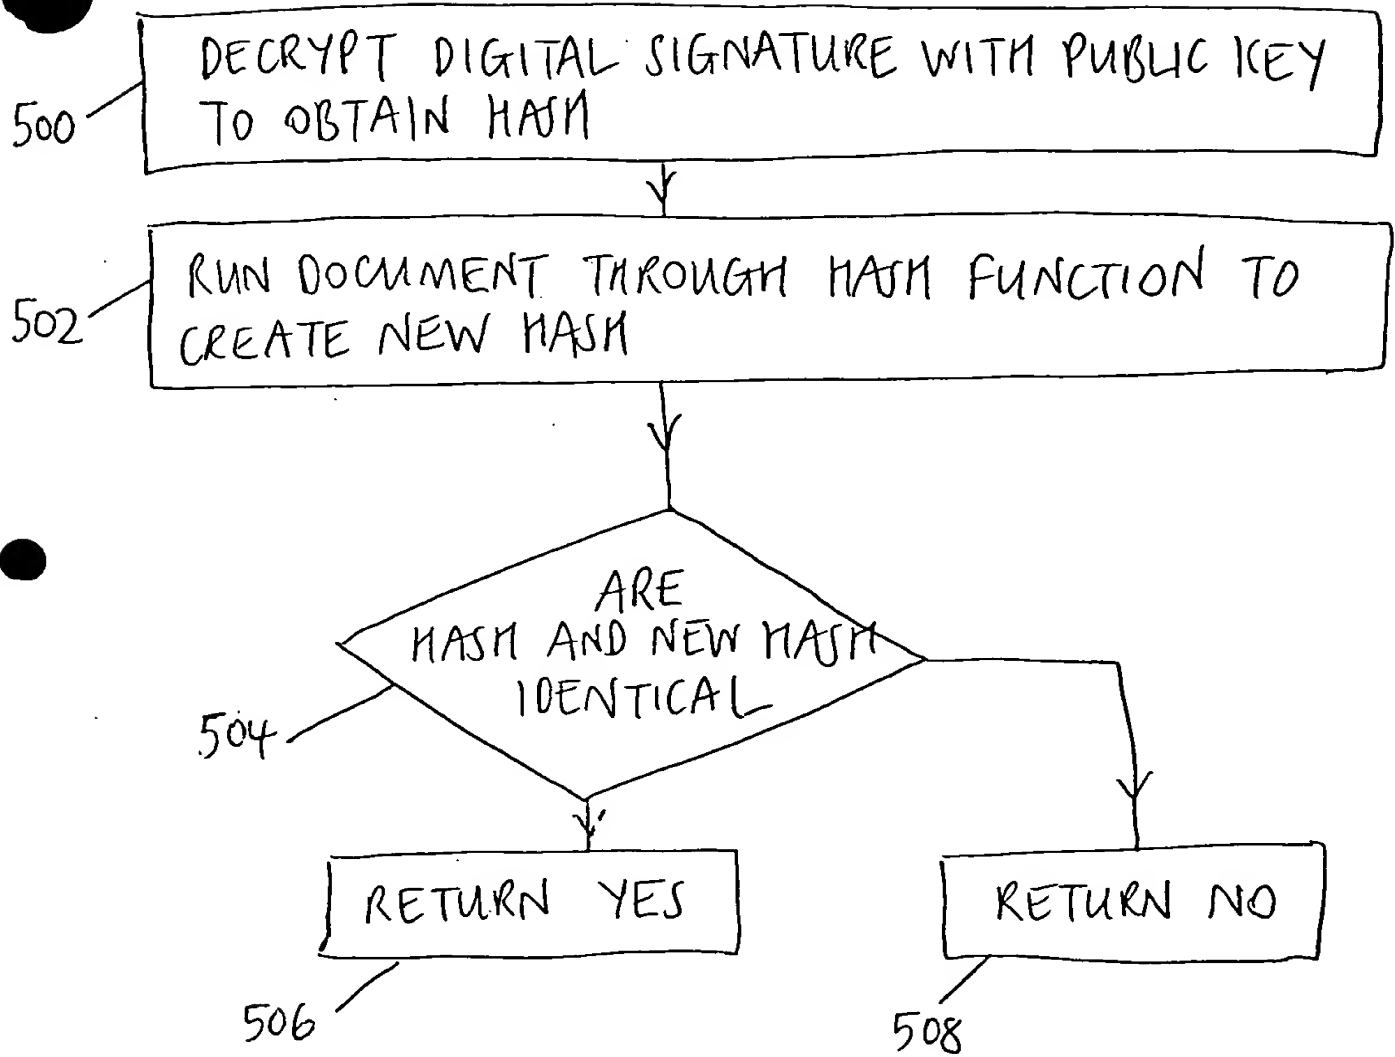 DECRYPT DIGITAL SIGNATURE WITH PUBLIC KEY
TO OBTAIN HASH
500
RUN DOCUMENT THROUGH HASH FUNCTION TO
CREATE NEW HASH
502
ARE
HASH AND NEW HASH
IDENTICAL
504
RETURN YES
RETURN NO
506
508